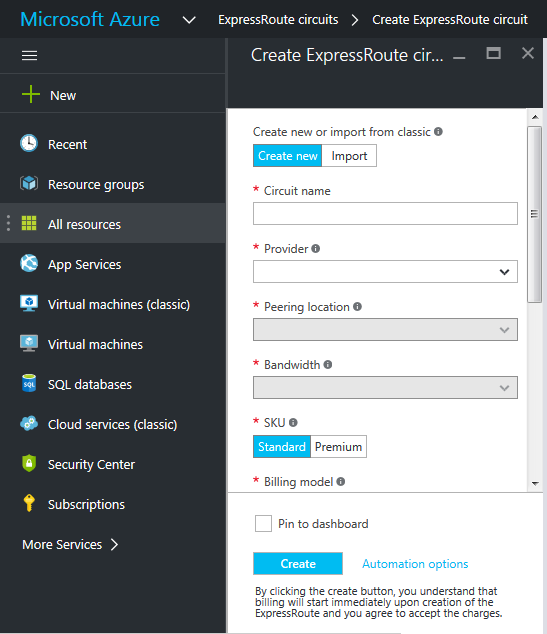 Microsoft Azure
ExpressRoute circuits > Create ExpressRoute circuit
New
Recent
Resource groups
All resources
App Services
Virtual machines (classic)
Virtual machines
SQL databases
Cloud services (classic)
Security Center
Subscriptions
More Services >
Create ExpressRoute cir...
Create new or import from classic
Create new Import
* Circuit name
* Provider
* Peering location
* Bandwidth
* SKU
Standard Premium
* Billing model
Pin to dashboard
Create Automation options
By clicking the create button, you understand that
billing will start immediately upon creation of the
ExpressRoute and you agree to accept the charges.